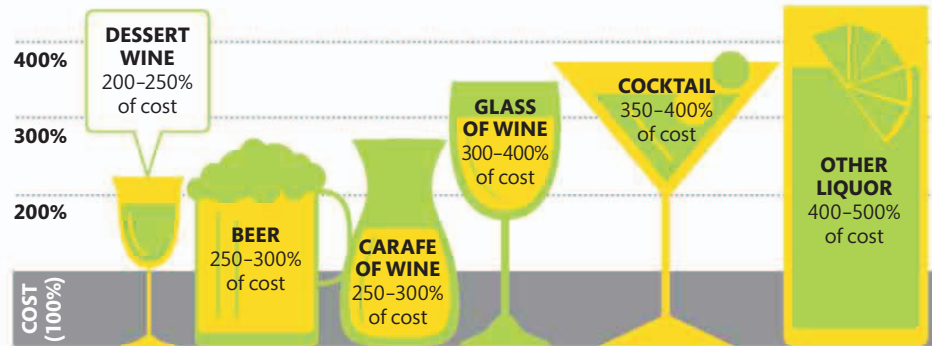 400%
300%
200%
COST
(100%)
DESSERT
WINE
200–250%
of cost
BEER
250–300%
of cost
CARAFE
OF WINE
250–300%
of cost
GLASS
OF WINE
300–400%
of cost
COCKTAIL
350–400%
of cost
OTHER
LIQUOR
400–500%
of cost